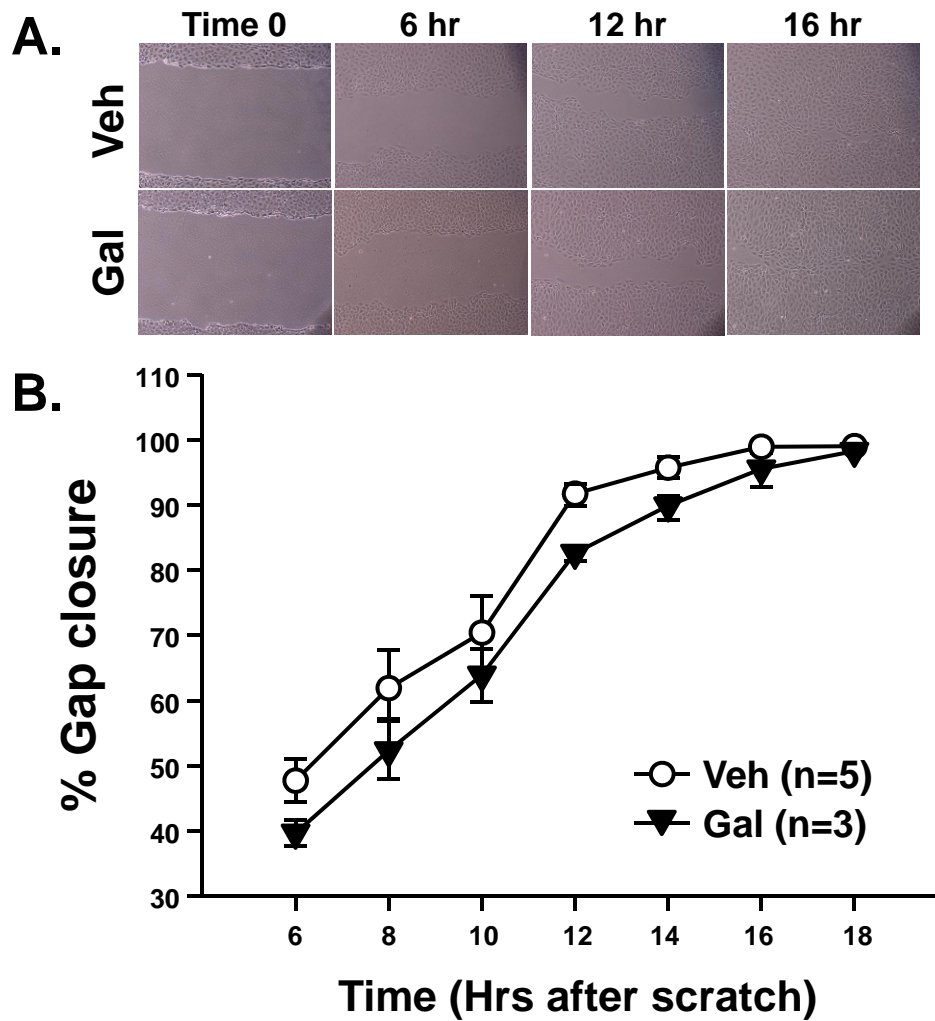 A.
Time 0 6 hr 12 hr 16 hr
Veh
Gal
B.
110
100
90
80
70
60
50
40
30
% Gap closure
Veh (n=5)
Gal (n=3)
6 8 10 12 14 16 18
Time (Hrs after scratch)